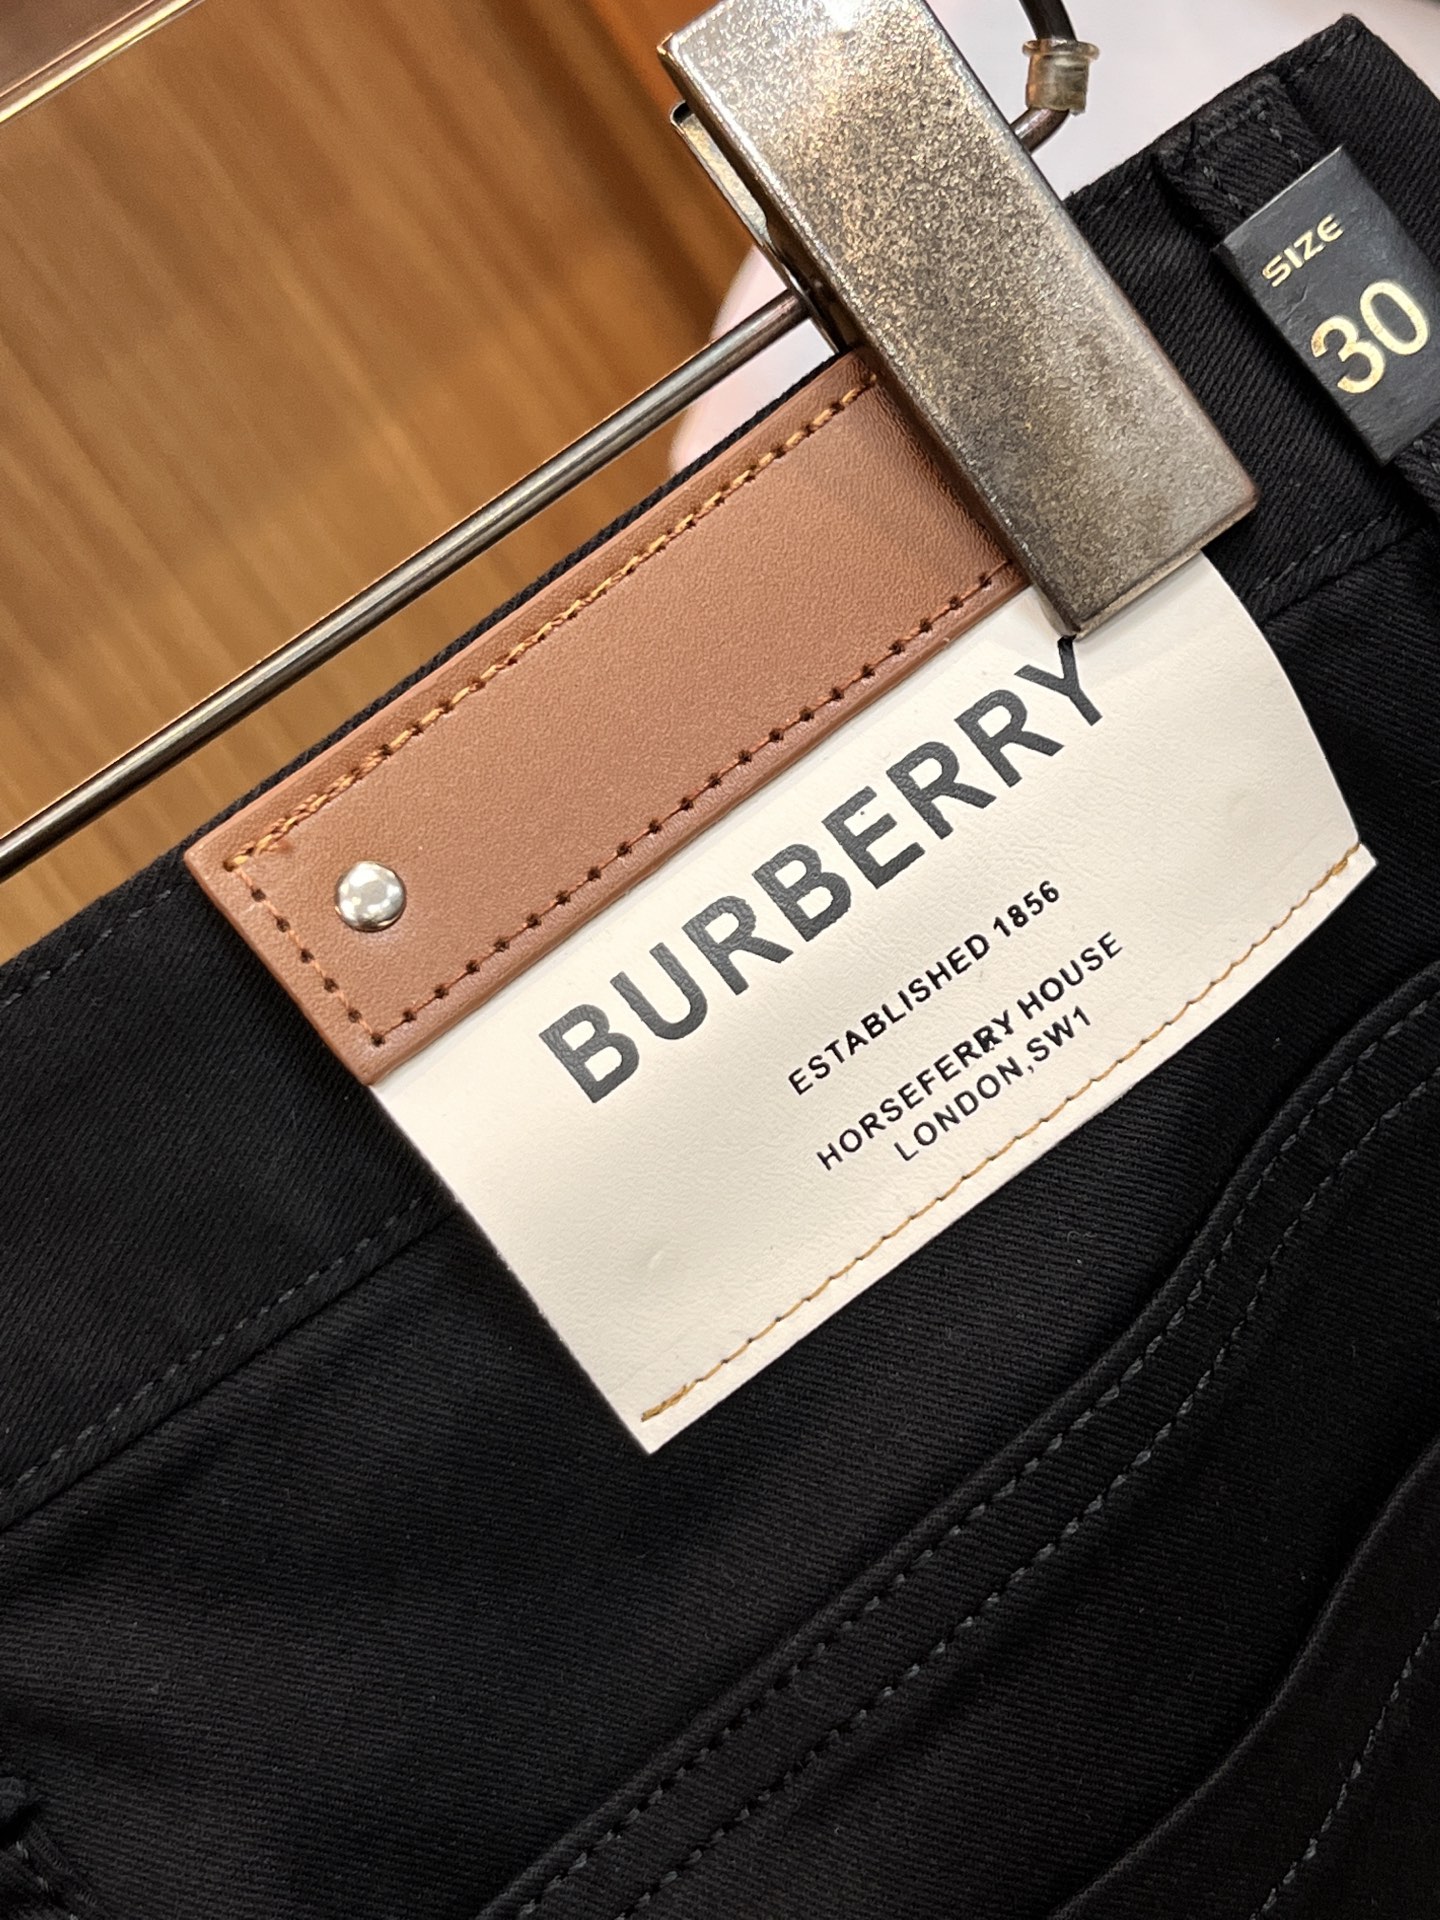 SIZE
30
BURBERRY
ESTABLISHED 1856
HORSEFERRY HOUSE
LONDON,SW1